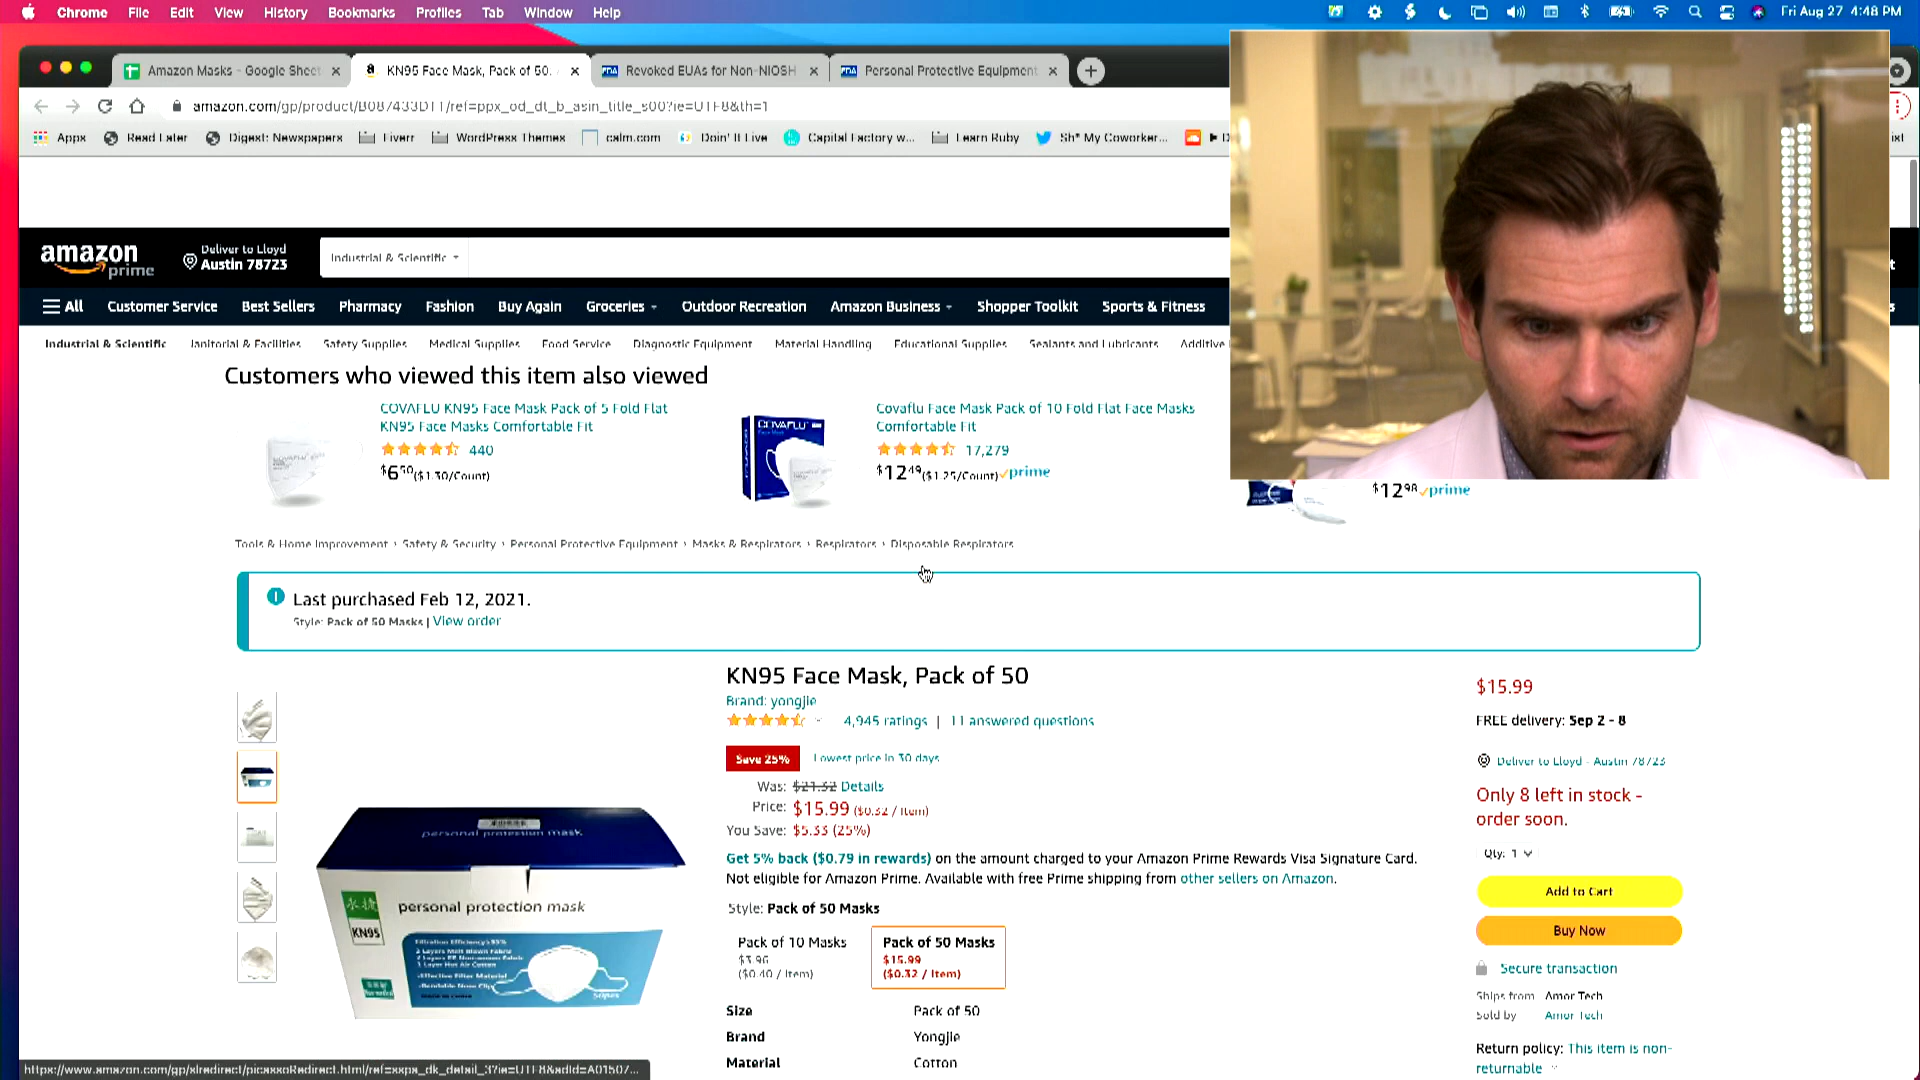 Chrome File Edit View History Bookmarks Profiles Tab Window Help
Fri Aug 27 4:48 PM
Amazon Masks - Google Sheet
KN95 Face Mask, Pack of 50.
Revoked EUAs for Non-NIOSH
Personal Protective Equipment
amazon.com/gp/product/B087433DT1/ref=ppx_od_dt_b_asin_title_s00?ie=UTF8&th=1
Apps Read Later Digest: Newspapers Fiverr WordPress Themes calm.com Doin' It Live Capital Factory w... Learn Ruby Sh* My Coworker...
amazon prime
Deliver to Lloyd
Austin 78723
Industrial & Scientific
All Customer Service Best Sellers Pharmacy Fashion Buy Again Groceries Outdoor Recreation Amazon Business Shopper Toolkit Sports & Fitness
Industrial & Scientific Janitorial & Facilities Safety Supplies Medical Supplies Food Service Diagnostic Equipment Material Handling Educational Supplies Sealants and Lubricants Additive
Customers who viewed this item also viewed
COVAFLU KN95 Face Mask Pack of 5 Fold Flat
KN95 Face Masks Comfortable Fit
440
$6.50 ($1.30/Count)
COVAFLU
Covaflu Face Mask Pack of 10 Fold Flat Face Masks
Comfortable Fit
17,279
$12.49 ($1.25/Count) prime
$12.98 prime
Tools & Home Improvement › Safety & Security › Personal Protective Equipment › Masks & Respirators › Respirators › Disposable Respirators
Last purchased Feb 12, 2021.
Style: Pack of 50 Masks | View order
KN95 Face Mask, Pack of 50
Brand: yongjie
4,945 ratings | 11 answered questions
Save 25% Lowest price in 30 days
Was: $21.32 Details
Price: $15.99 ($0.32 / Item)
You Save: $5.33 (25%)
Get 5% back ($0.79 in rewards) on the amount charged to your Amazon Prime Rewards Visa Signature Card.
Not eligible for Amazon Prime. Available with free Prime shipping from other sellers on Amazon.
Style: Pack of 50 Masks
Pack of 10 Masks
$3.96
($0.40 / Item)
Pack of 50 Masks
$15.99
($0.32 / Item)
Size Pack of 50
Brand Yongjie
Material Cotton
personal protection mask
永捷
KN95
personal protection mask
Filtration Efficiency≥95%
50pcs
$15.99
FREE delivery: Sep 2 - 8
Deliver to Lloyd - Austin 78723
Only 8 left in stock -
order soon.
Qty: 1
Add to Cart
Buy Now
Secure transaction
Ships from Amor Tech
Sold by Amor Tech
Return policy: This item is non-
returnable
https://www.amazon.com/gp/slredirect/picassoRedirect.html/ref=sspa_dk_detail_3?ie=UTF8&adId=A01507...